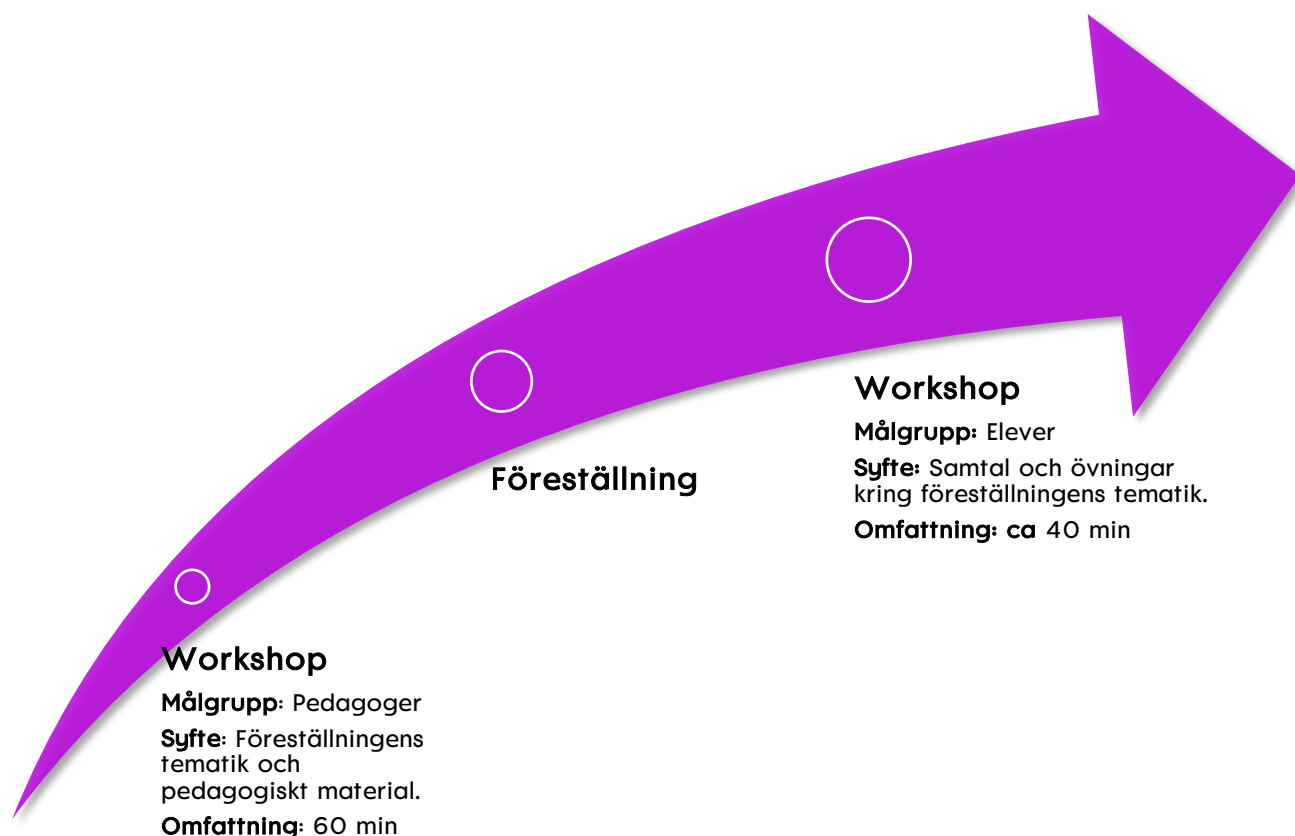 Workshop
Målgrupp: Pedagoger
Syfte: Föreställningens
tematik och
pedagogiskt material.
Omfattning: 60 min
Föreställning
Workshop
Målgrupp: Elever
Syfte: Samtal och övningar
kring föreställningens tematik.
Omfattning: ca 40 min